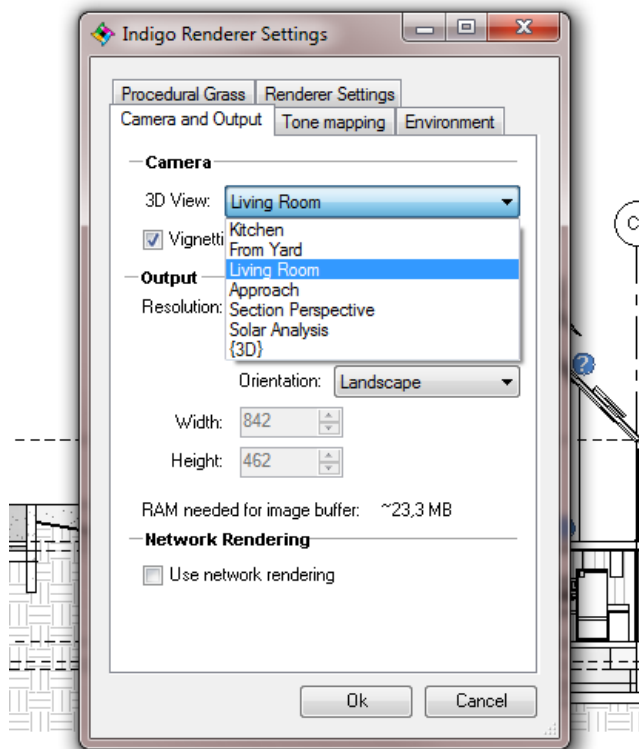 Indigo Renderer Settings
Procedural Grass Renderer Settings
Camera and Output Tone mapping Environment
Camera
3D View: Living Room
Kitchen
Vignetti
From Yard
Living Room
Output
Approach
Resolution:
Section Perspective
Solar Analysis
{3D}
Orientation: Landscape
Width: 842
Height: 462
RAM needed for image buffer: ~23,3 MB
Network Rendering
Use network rendering
Ok Cancel
C
?